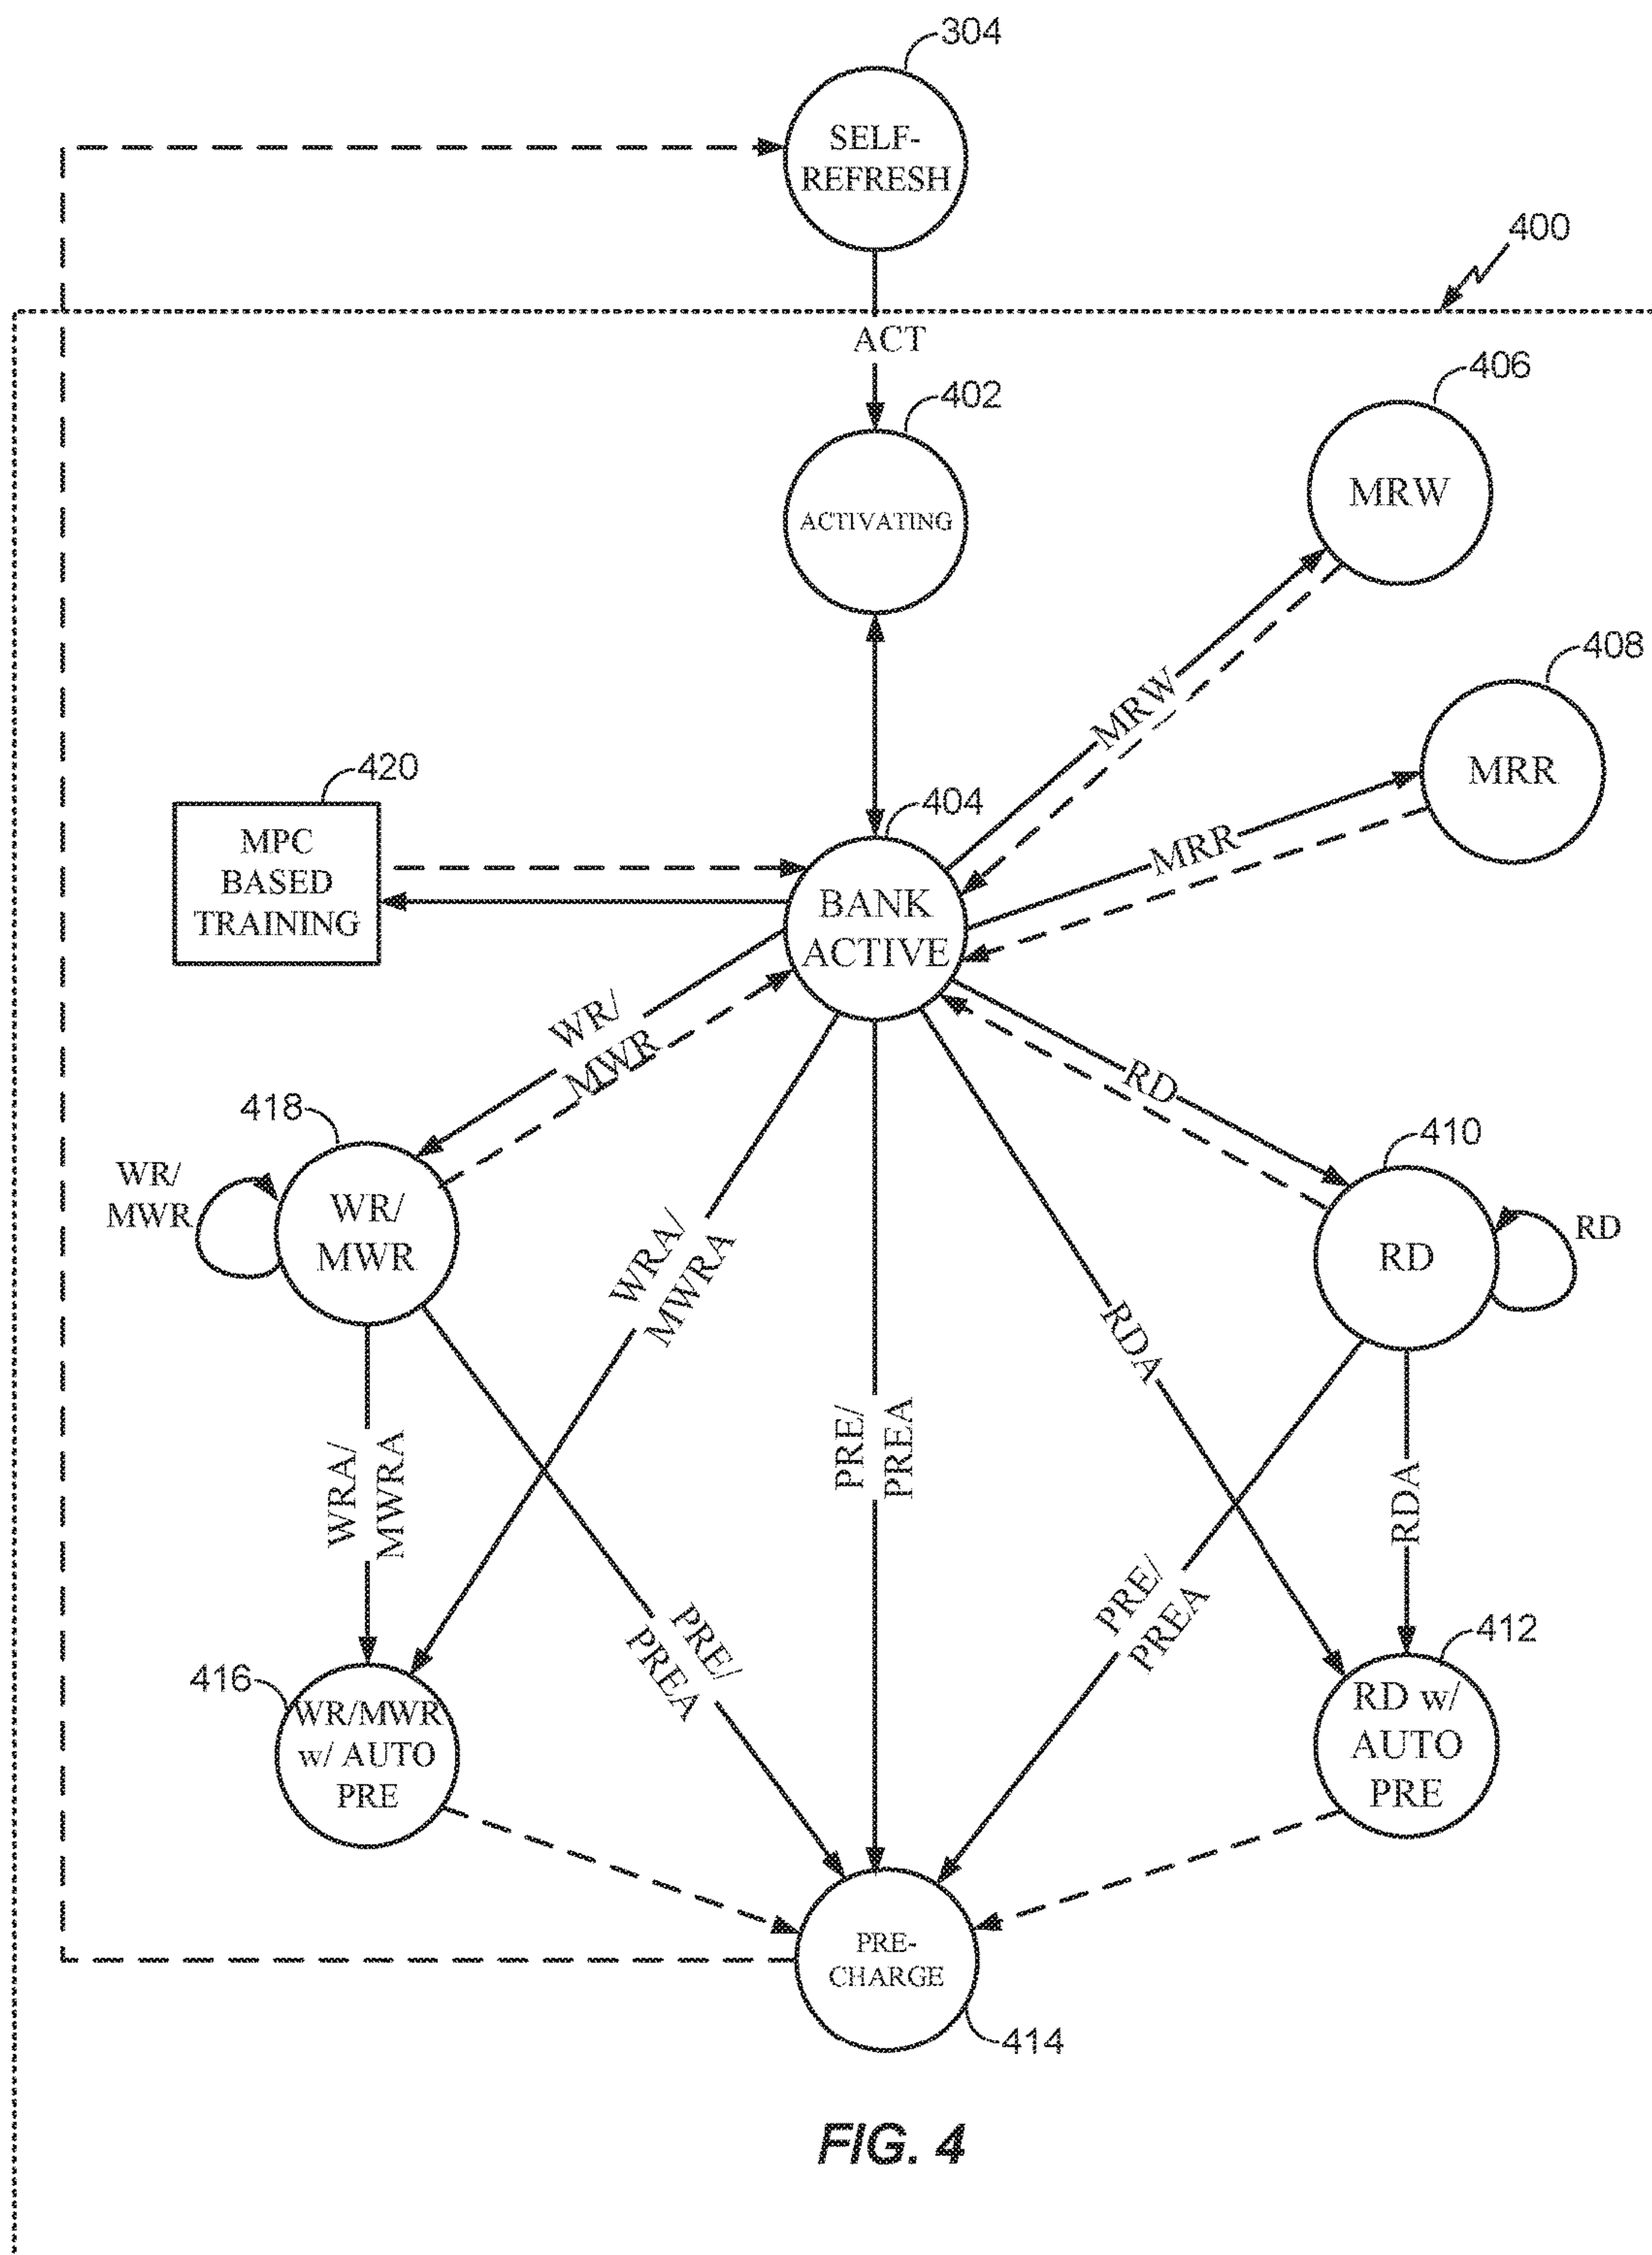 304
SELF-
REFRESH
400
ACT
406
402
MRW
ACTIVATING
408
MRW
MRR
420
MPC
BASED
TRAINING
404
MRR
BANK
ACTIVE
WR/
MWR
RD
418
410
WR/
MWR
WR/
MWR
RD
RD
WRA/
MWRA
RDA
PRE/
PREA
WRA/
MWRA
RDA
PRE/
PREA
PRE/
PREA
412
416
WR/MWR
w/ AUTO
PRE
RD w/
AUTO
PRE
PRE-
CHARGE
414
FIG. 4